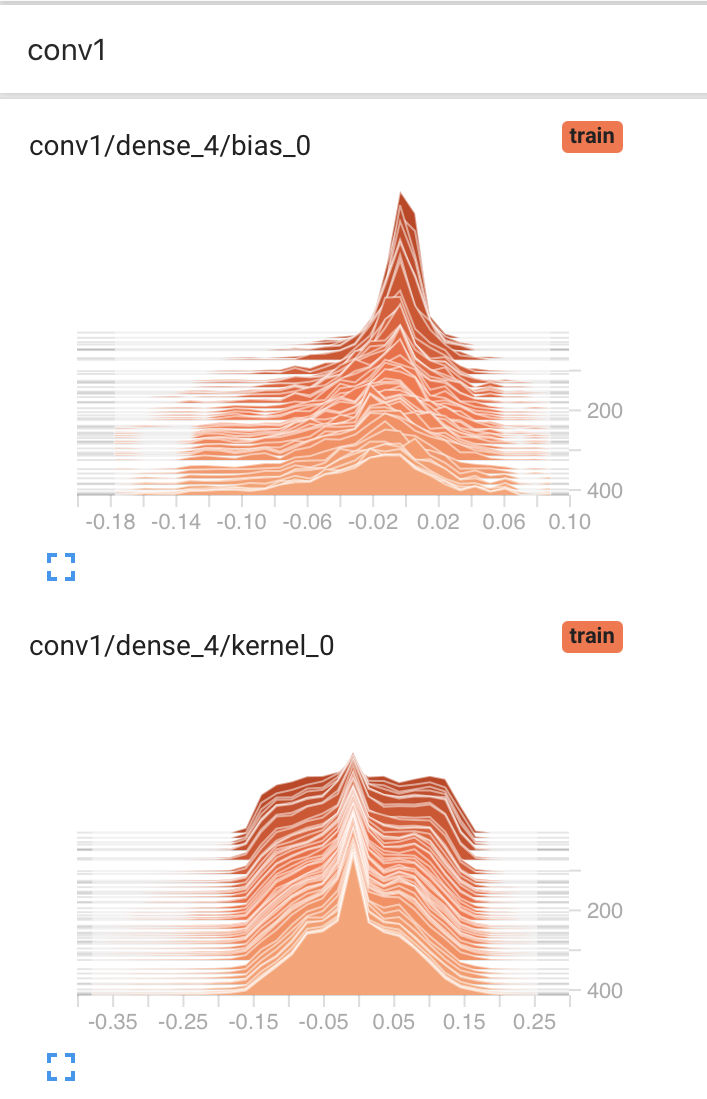 conv1
conv1/dense_4/bias_0
train
200
400
-0.18 -0.14 -0.10 -0.06 -0.02 0.02 0.06 0.10
conv1/dense_4/kernel_0
train
200
400
-0.35 -0.25 -0.15 -0.05 0.05 0.15 0.25